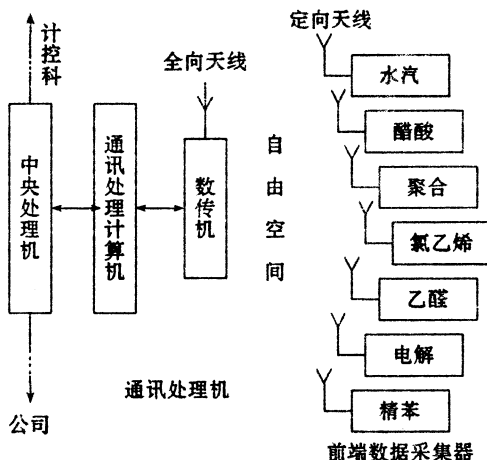 计控科
全向天线
定向天线
中央处理机
通讯处理计算机
数传机
自由空间
水汽
醋酸
聚合
氯乙烯
乙醛
电解
精苯
通讯处理机
公司
前端数据采集器